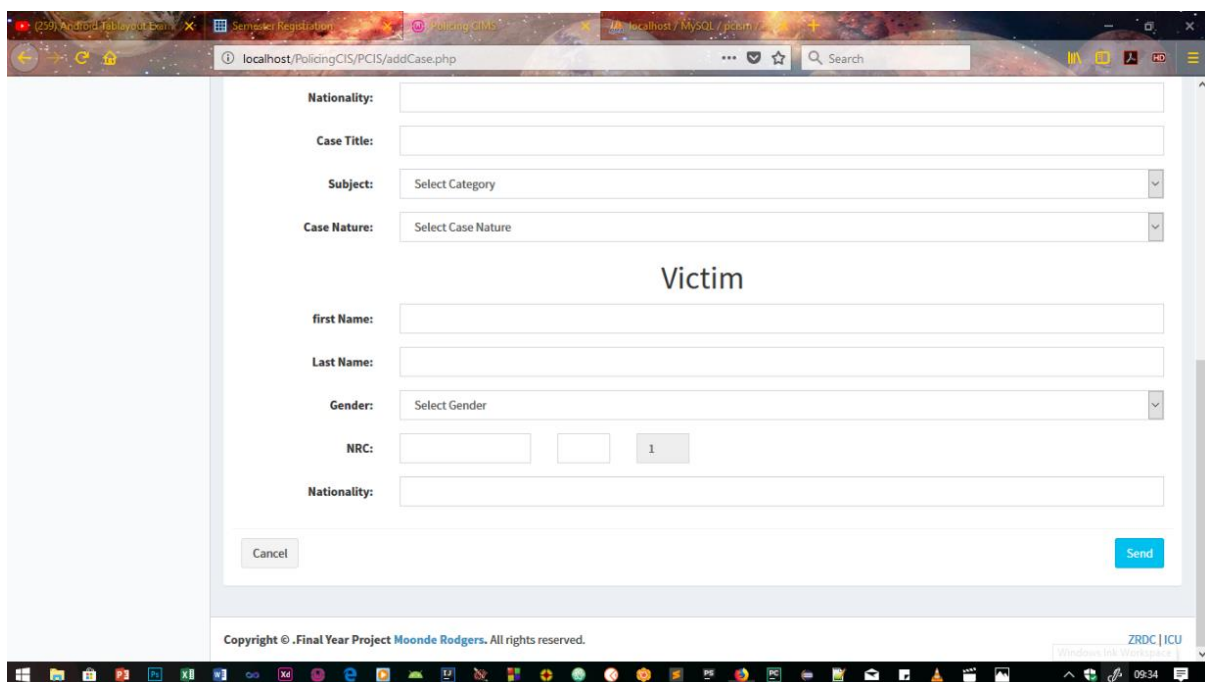 (259) Android Tablayout Exam
Semester Registration
Policing CIMS
localhost / MySQL / pcism /
localhost/PolicingCIS/PCIS/addCase.php
Search
HD
Nationality:
Case Title:
Subject: Select Category
Case Nature: Select Case Nature
Victim
first Name:
Last Name:
Gender: Select Gender
NRC: 1
Nationality:
Cancel Send
Copyright © .Final Year Project Moonde Rodgers. All rights reserved. ZRDC | ICU
Windows Ink Workspace
09:34